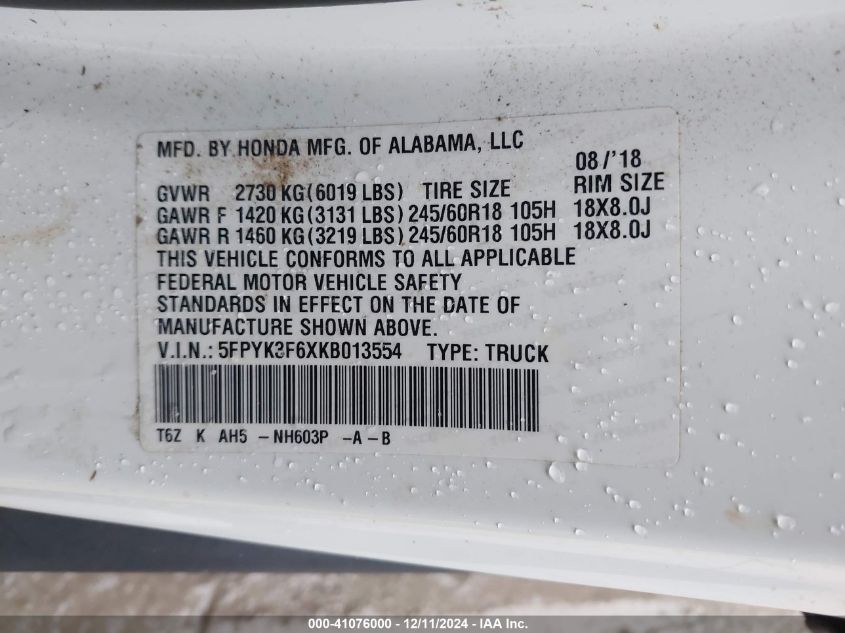 MFD. BY HONDA MFG. OF ALABAMA, LLC 08/'18
GVWR 2730 KG(6019 LBS) TIRE SIZE RIM SIZE
GAWR F 1420 KG(3131 LBS) 245/60R18 105H 18X8.0J
GAWR R 1460 KG(3219 LBS) 245/60R18 105H 18X8.0J
THIS VEHICLE CONFORMS TO ALL APPLICABLE
FEDERAL MOTOR VEHICLE SAFETY
STANDARDS IN EFFECT ON THE DATE OF
MANUFACTURE SHOWN ABOVE.
V.I.N.: 5FPYK3F6XKB013554 TYPE: TRUCK
T6Z K AH5 -NH603P -A-B
000-41076000 - 12/11/2024 - IAA Inc.